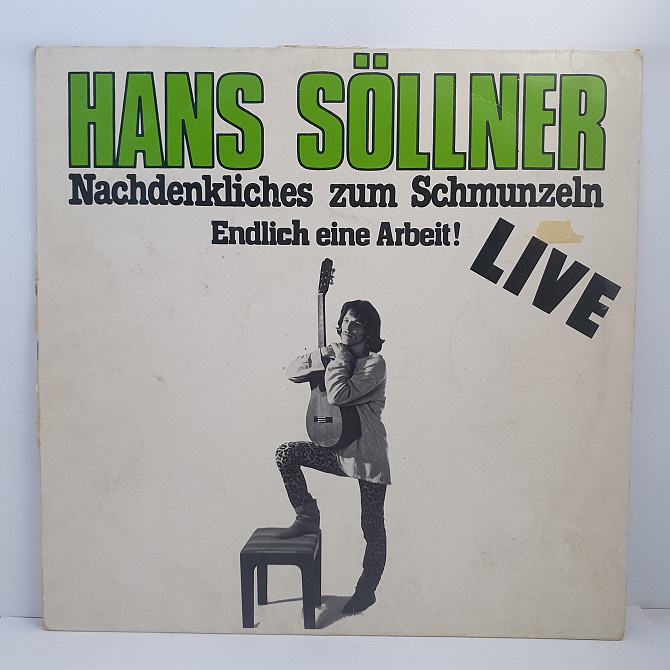 HANS SÖLLNER
Nachdenkliches zum Schmunzeln
Endlich eine Arbeit!
LIVE